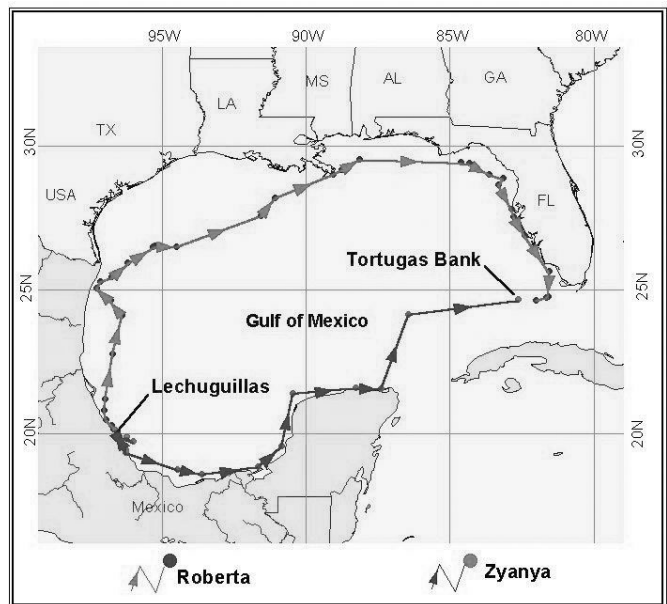 95W 90W 85W 80W
MS AL GA
LA
TX
30N 30N
USA FL
Tortugas Bank
25N 25N
Gulf of Mexico
Lechuguillas
20N 20N
Mexico
Roberta Zyanya